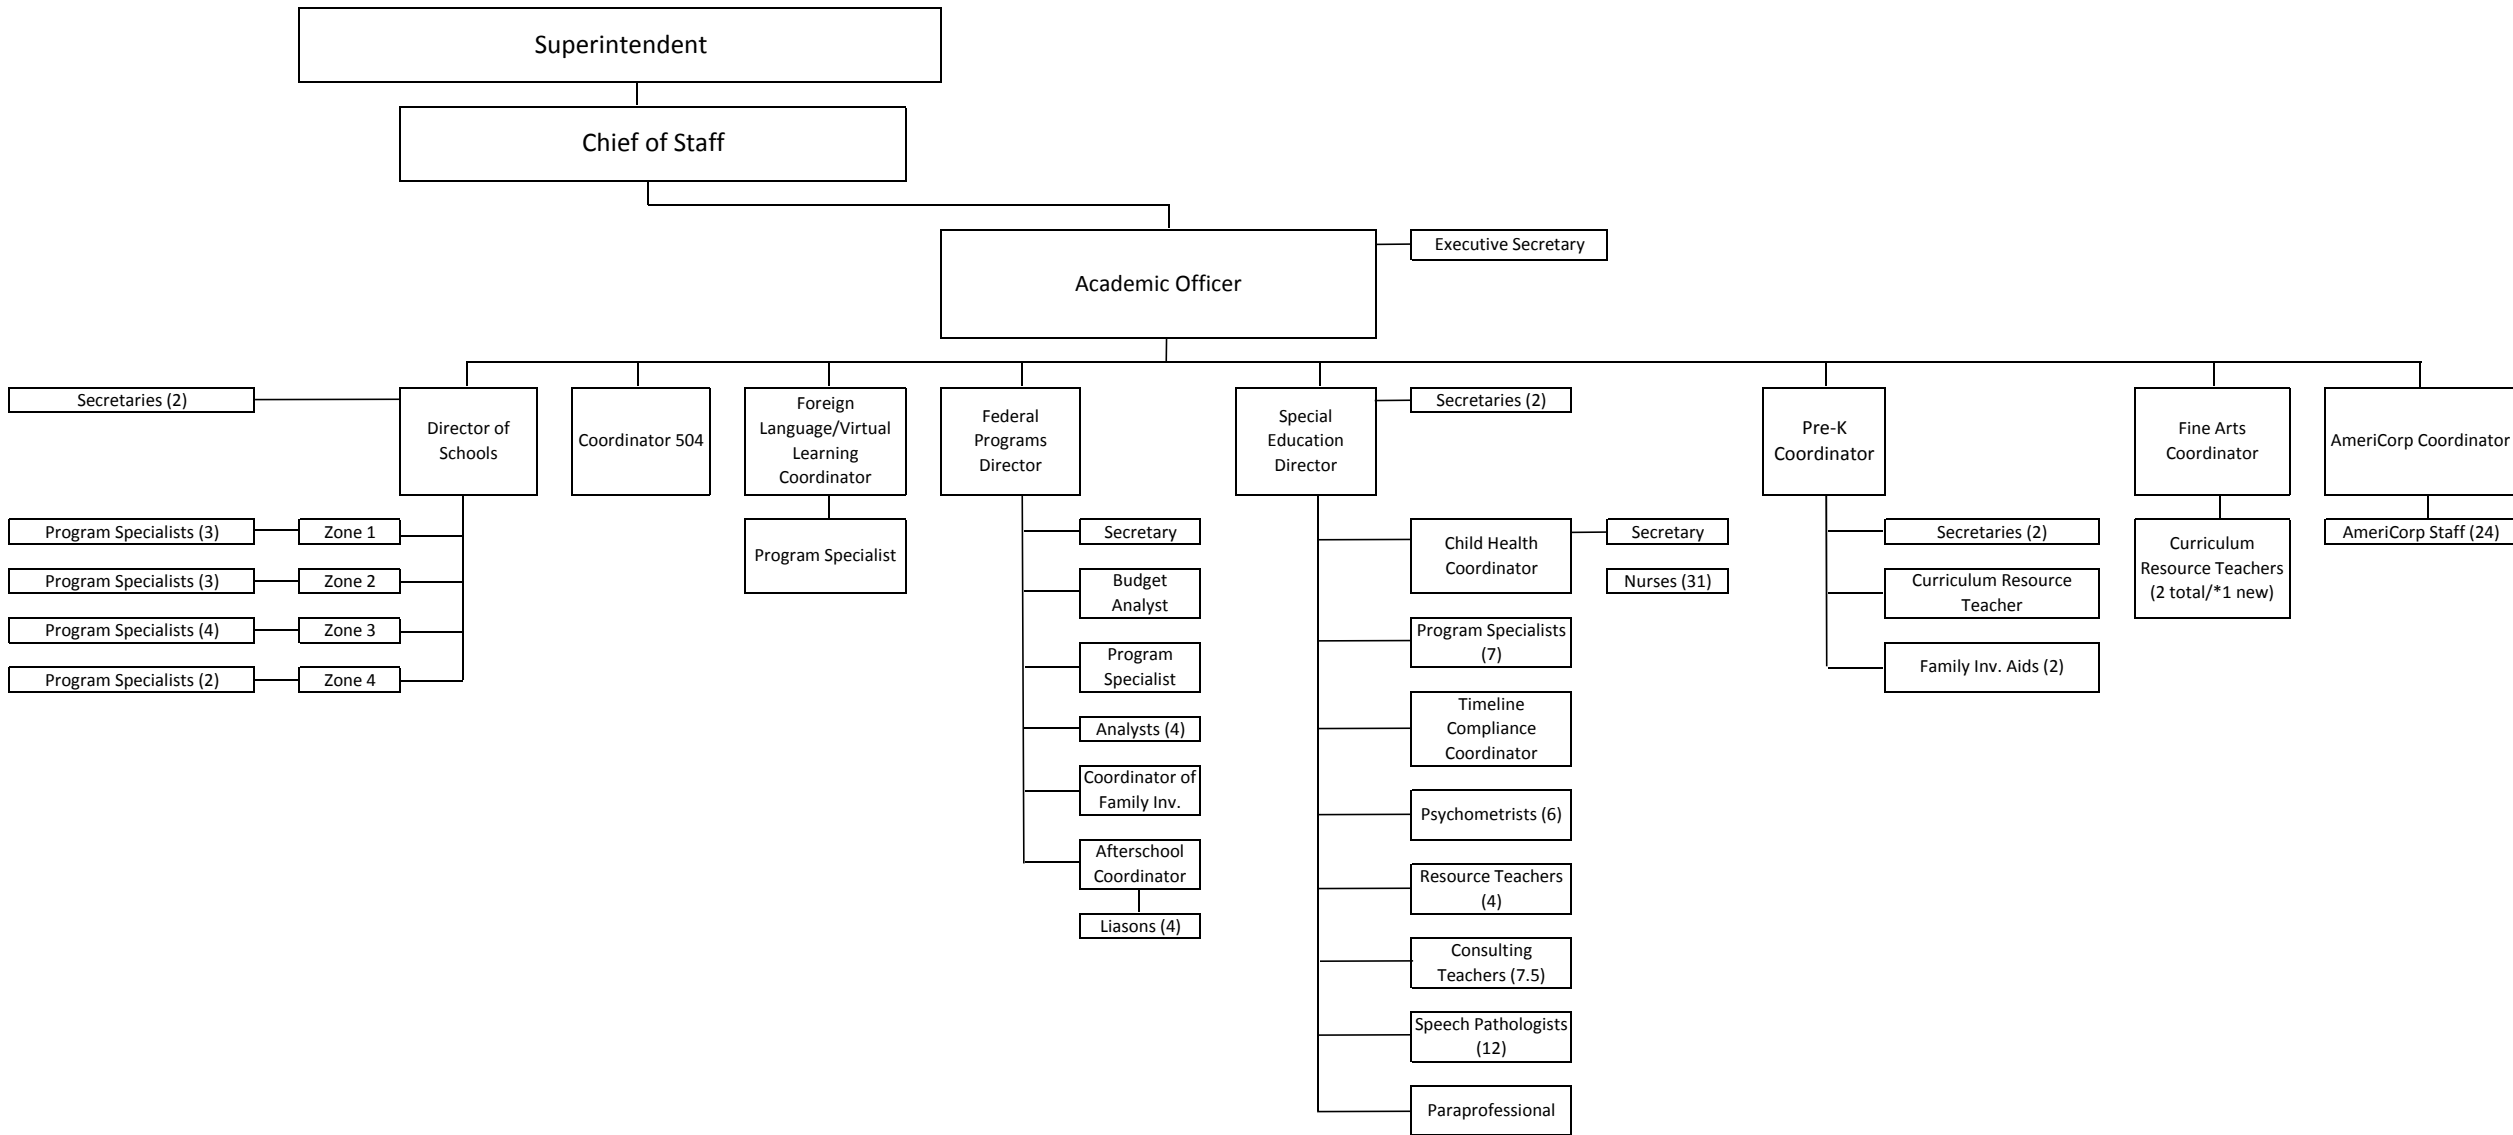 Superintendent
Chief of Staff
Academic Officer
Executive Secretary
Secretaries (2)
Director of
Schools
Coordinator 504
Foreign
Language/Virtual
Learning
Coordinator
Federal
Programs
Director
Special
Education
Director
Secretaries (2)
Pre-K
Coordinator
Fine Arts
Coordinator
AmeriCorp Coordinator
Program Specialists (3)
Zone 1
Program Specialists (3)
Zone 2
Program Specialists (4)
Zone 3
Program Specialists (2)
Zone 4
Program Specialist
Secretary
Budget
Analyst
Program
Specialist
Analysts (4)
Coordinator of
Family Inv.
Afterschool
Coordinator
Liasons (4)
Child Health
Coordinator
Secretary
Nurses (31)
Program Specialists
(7)
Timeline
Compliance
Coordinator
Psychometrists (6)
Resource Teachers
(4)
Consulting
Teachers (7.5)
Speech Pathologists
(12)
Paraprofessional
Secretaries (2)
Curriculum Resource
Teacher
Family Inv. Aids (2)
Curriculum
Resource Teachers
(2 total/*1 new)
AmeriCorp Staff (24)